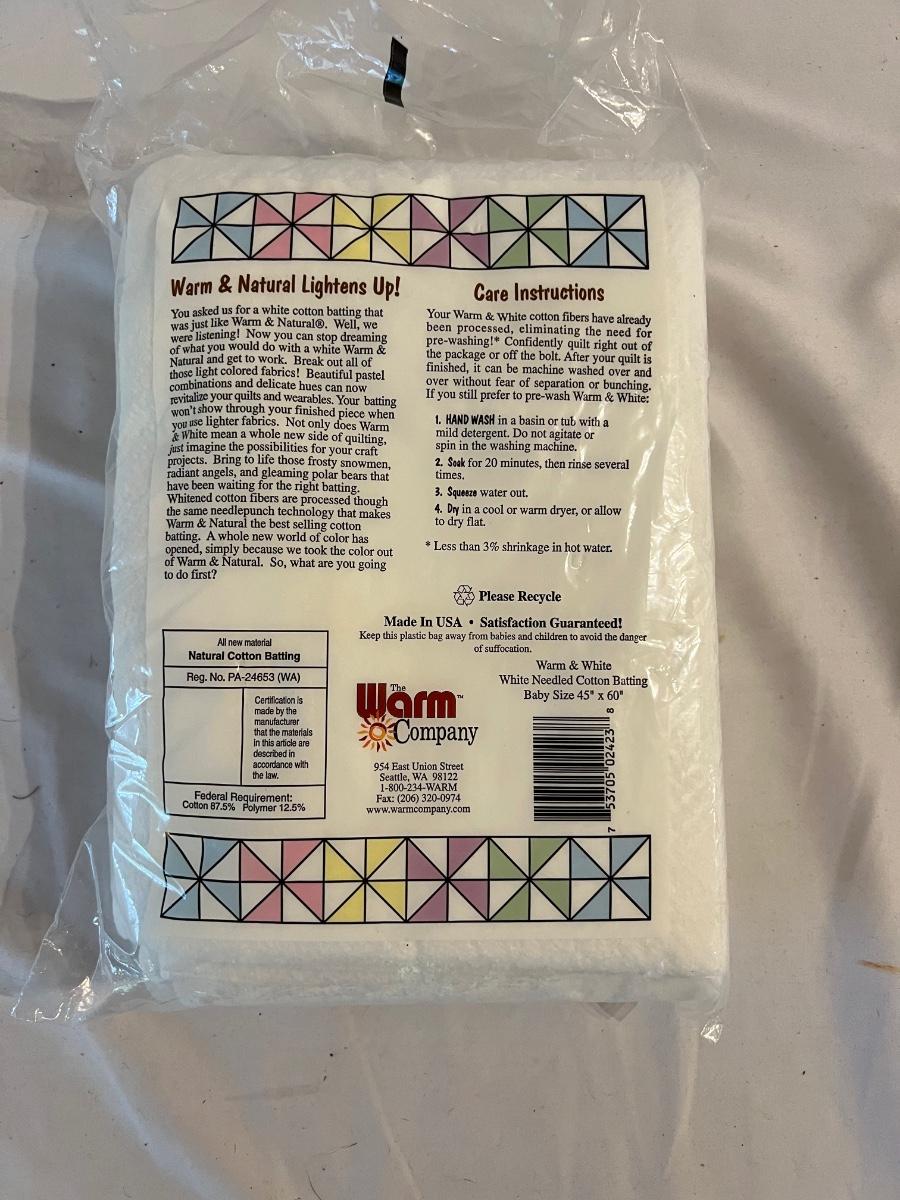 Warm & Natural Lightens Up!
You asked us for a white cotton batting that
was just like Warm & Natural®. Well, we
were listening! Now you can stop dreaming
of what you would do with a white Warm &
Natural and get to work. Break out all of
those light colored fabrics! Beautiful pastel
combinations and delicate hues can now
revitalize your quilts and wearables. Your batting
won't show through your finished piece when
you use lighter fabrics. Not only does Warm
& White mean a whole new side of quilting,
just imagine the possibilities for your craft
projects. Bring to life those frosty snowmen,
radiant angels, and gleaming polar bears that
have been waiting for the right batting.
Whitened cotton fibers are processed though
the same needlepunch technology that makes
Warm & Natural the best selling cotton
batting. A whole new world of color has
opened, simply because we took the color out
of Warm & Natural. So, what are you going
to do first?
Care Instructions
Your Warm & White cotton fibers have already
been processed, eliminating the need for
pre-washing!* Confidently quilt right out of
the package or off the bolt. After your quilt is
finished, it can be machine washed over and
over without fear of separation or bunching.
If you still prefer to pre-wash Warm & White:
1. HAND WASH in a basin or tub with a
mild detergent. Do not agitate or
spin in the washing machine.
2. Soak for 20 minutes, then rinse several
times.
3. Squeeze water out.
4. Dry in a cool or warm dryer, or allow
to dry flat.
* Less than 3% shrinkage in hot water.
Please Recycle
Made In USA • Satisfaction Guaranteed!
Keep this plastic bag away from babies and children to avoid the danger
of suffocation.
All new material
Natural Cotton Batting
Reg. No. PA-24653 (WA)
Certification is
made by the
manufacturer
that the materials
in this article are
described in
accordance with
the law.
Federal Requirement:
Cotton 87.5% Polymer 12.5%
The
Warm™
Company
954 East Union Street
Seattle, WA 98122
1-800-234-WARM
Fax: (206) 320-0974
www.warmcompany.com
Warm & White
White Needled Cotton Batting
Baby Size 45" x 60"
7 53705 02423 8